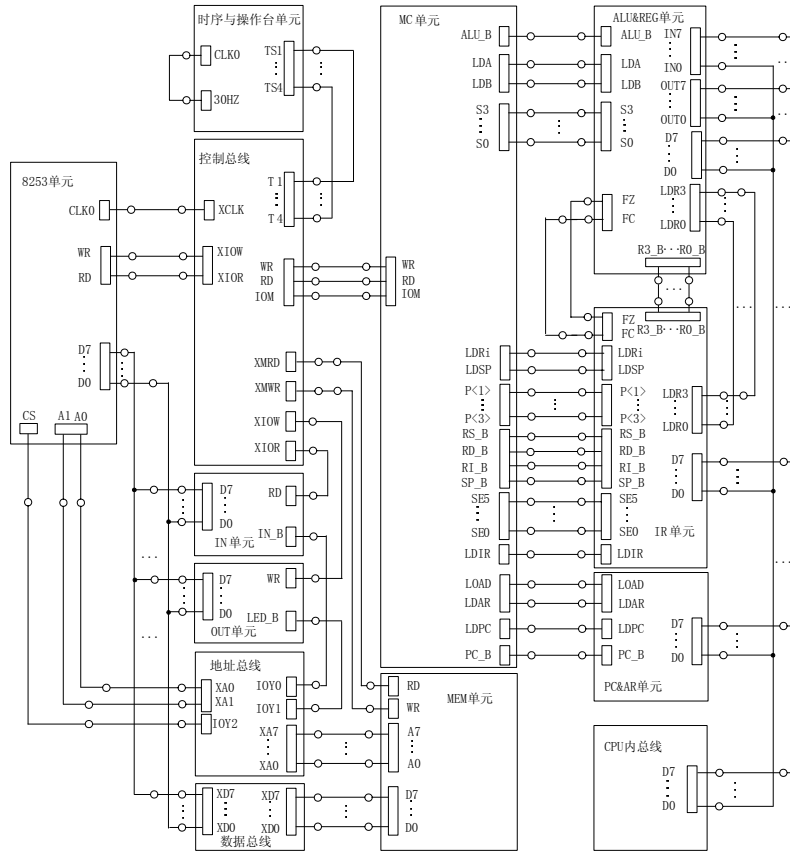 时序与操作台单元
CLK0
30HZ
TS1
TS4
8253单元
CLK0
WR
RD
D7
D0
CS
A1 A0
控制总线
T1
T4
XCLK
XIOW
XIOR
WR
RD
IOM
XMRD
XMWR
XIOW
XIOR
RD
D7
D0
IN_B
IN单元
D7
D0
WR
LED_B
OUT单元
地址总线
XA0
XA1
IOY2
IOY0
IOY1
XA7
XA0
XD7
XD0
XD7
XD0
数据总线
MC单元
ALU_B
LDA
LDB
S3
S0
WR
RD
IOM
LDRi
LDSP
P<1>
P<3>
RS_B
RD_B
RI_B
SP_B
SE5
SE0
LDIR
LOAD
LDAR
LDPC
PC_B
MEM单元
RD
WR
A7
A0
D7
D0
ALU&REG单元
ALU_B
LDA
LDB
S3
S0
IN7
IN0
OUT7
OUT0
D7
D0
FZ
FC
LDR3
LDR0
R3_B···R0_B
FZ
FC
R3_B···R0_B
LDRi
LDSP
P<1>
P<3>
RS_B
RD_B
RI_B
SP_B
SE5
SE0
LDIR
LDR3
LDR0
D7
D0
IR单元
LOAD
LDAR
LDPC
PC_B
D7
D0
PC&AR单元
CPU内总线
D7
D0